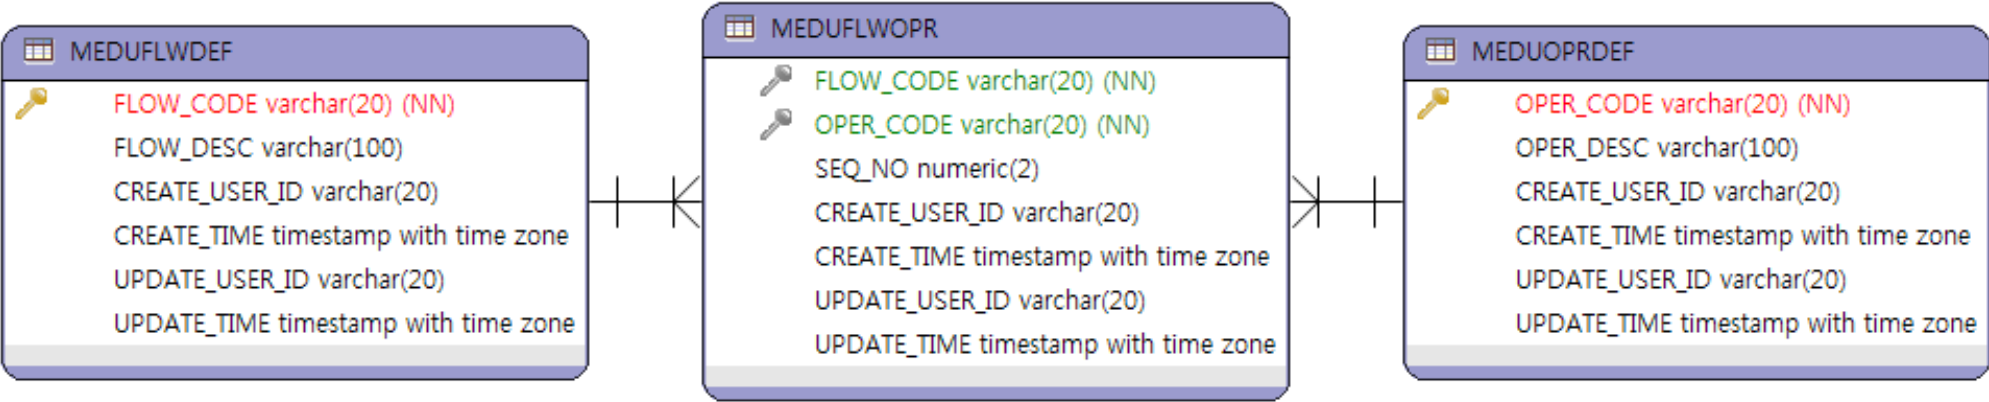 MEDUFLWDEF
FLOW_CODE varchar(20) (NN)
FLOW_DESC varchar(100)
CREATE_USER_ID varchar(20)
CREATE_TIME timestamp with time zone
UPDATE_USER_ID varchar(20)
UPDATE_TIME timestamp with time zone
MEDUFLWOPR
FLOW_CODE varchar(20) (NN)
OPER_CODE varchar(20) (NN)
SEQ_NO numeric(2)
CREATE_USER_ID varchar(20)
CREATE_TIME timestamp with time zone
UPDATE_USER_ID varchar(20)
UPDATE_TIME timestamp with time zone
MEDUOPRDEF
OPER_CODE varchar(20) (NN)
OPER_DESC varchar(100)
CREATE_USER_ID varchar(20)
CREATE_TIME timestamp with time zone
UPDATE_USER_ID varchar(20)
UPDATE_TIME timestamp with time zone